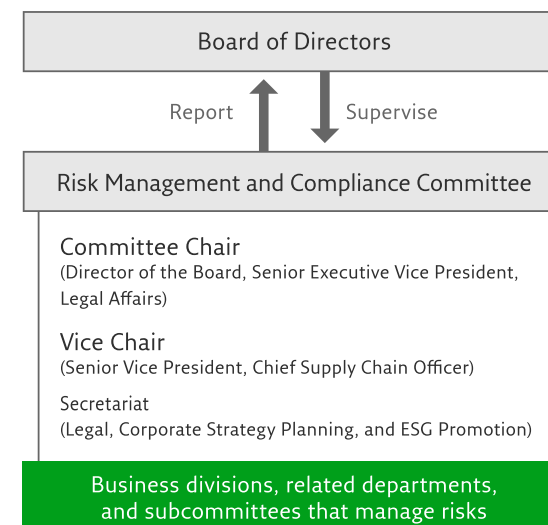 Board of Directors
Report
Supervise
Risk Management and Compliance Committee
Committee Chair
(Director of the Board, Senior Executive Vice President,
Legal Affairs)
Vice Chair
(Senior Vice President, Chief Supply Chain Officer)
Secretariat
(Legal, Corporate Strategy Planning, and ESG Promotion)
Business divisions, related departments,
and subcommittees that manage risks